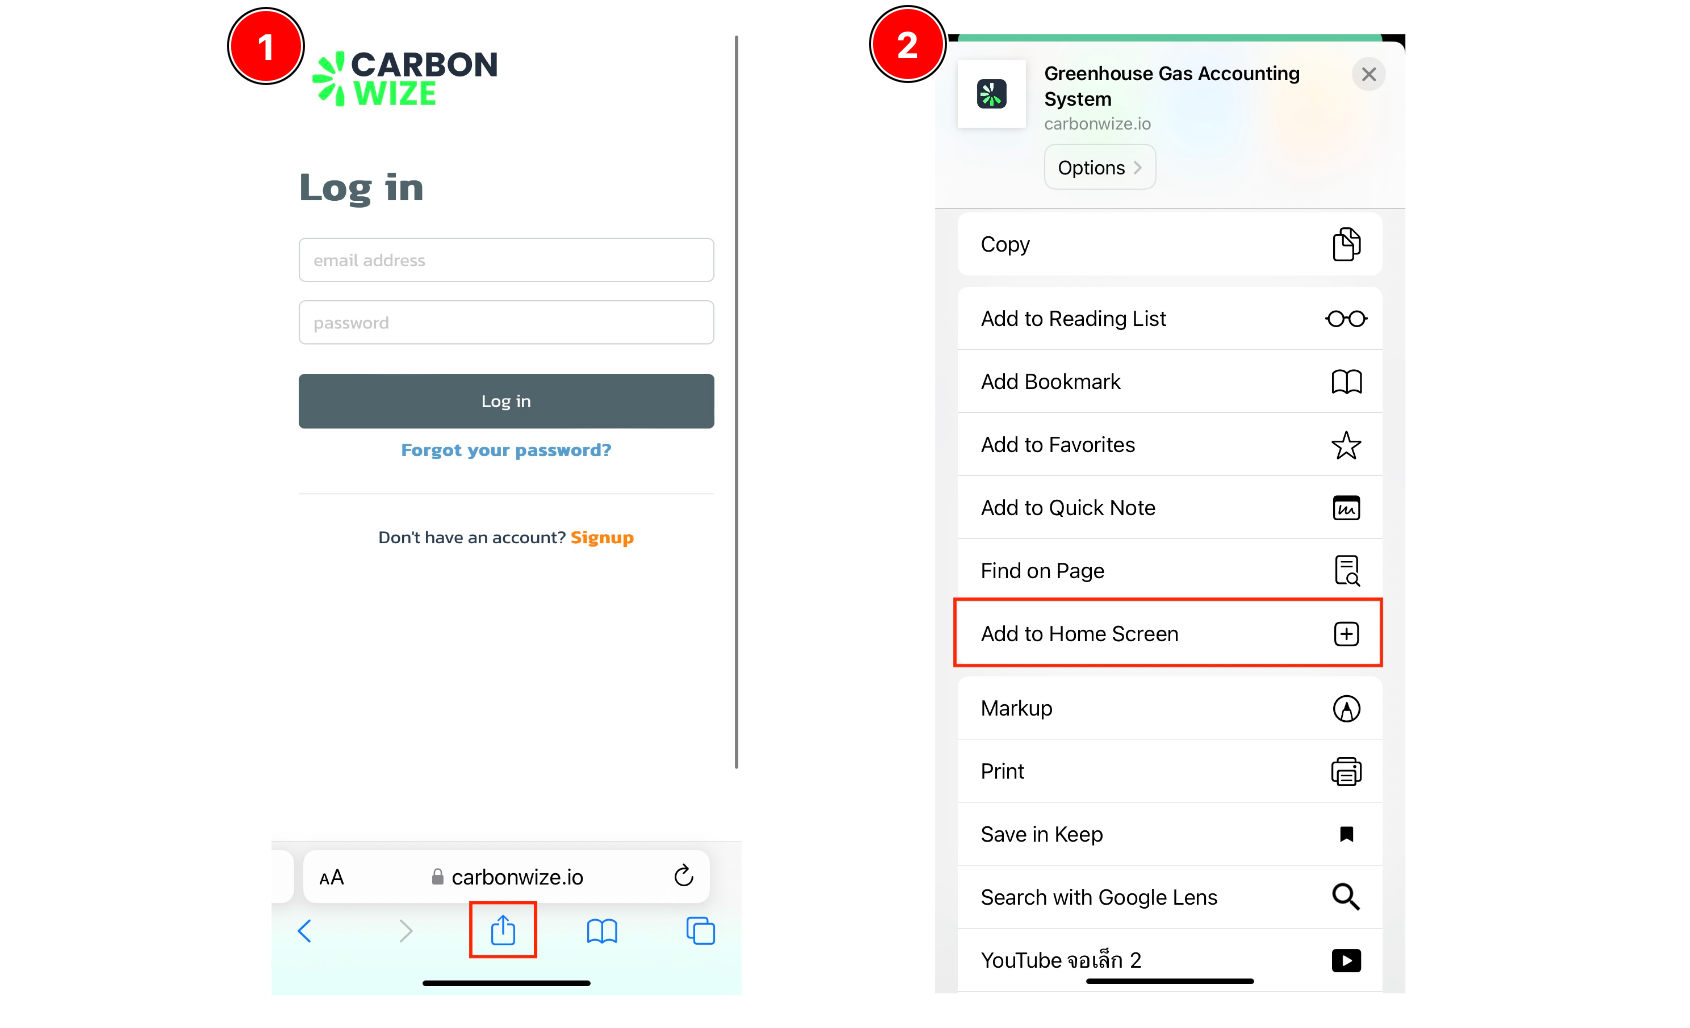 1
CARBON
WIZE
Log in
email address
password
Log in
Forgot your password?
Don't have an account? Signup
AA
carbonwize.io
2
Greenhouse Gas Accounting
System
carbonwize.io
Options
Copy
Add to Reading List
Add Bookmark
Add to Favorites
Add to Quick Note
Find on Page
Add to Home Screen
Markup
Print
Save in Keep
Search with Google Lens
YouTube จอเล็ก 2